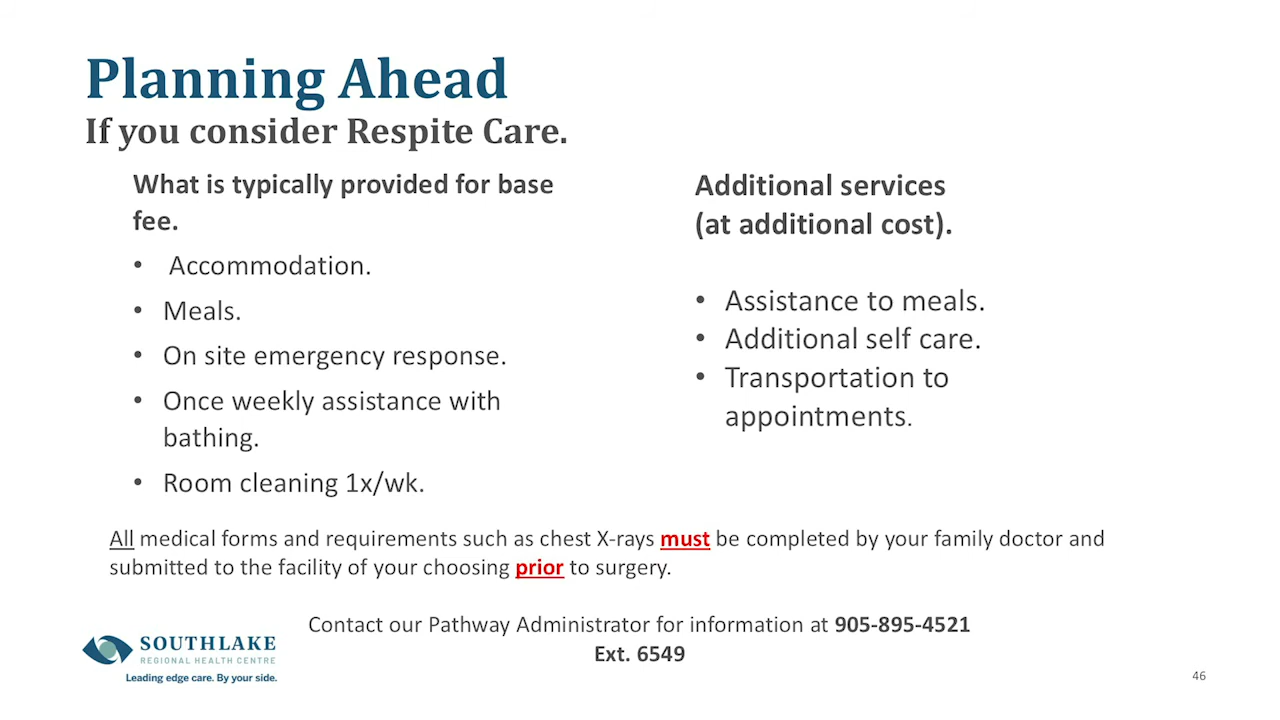 Planning Ahead
If you consider Respite Care.
What is typically provided for base
fee.
• Accommodation.
• Meals.
• On site emergency response.
• Once weekly assistance with
bathing.
• Room cleaning 1x/wk.
Additional services
(at additional cost).
• Assistance to meals.
• Additional self care.
• Transportation to
appointments.
All medical forms and requirements such as chest X-rays must be completed by your family doctor and
submitted to the facility of your choosing prior to surgery.
Contact our Pathway Administrator for information at 905-895-4521
Ext. 6549
SOUTHLAKE
REGIONAL HEALTH CENTRE
Leading edge care. By your side.
46